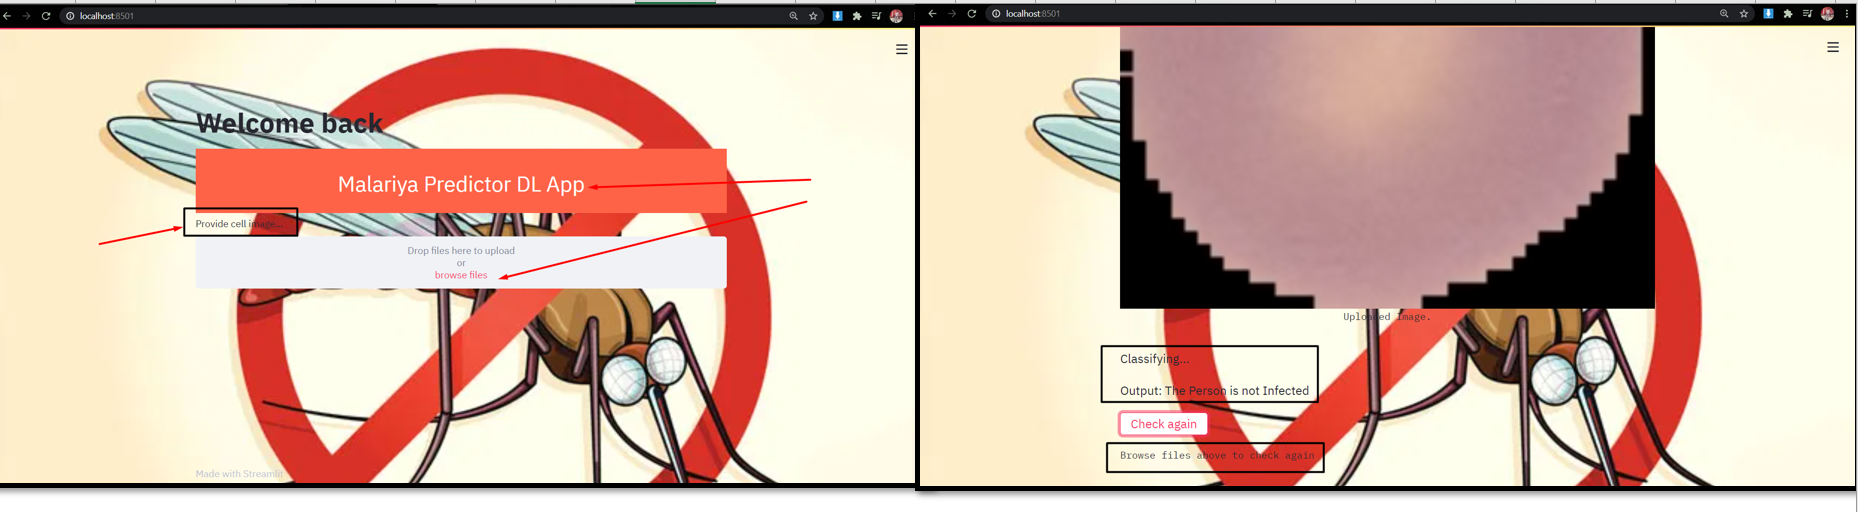 localhost:8501
Welcome back
Malariya Predictor DL App
Provide cell image...
Drop files here to upload
or
browse files
Made with Streamlit
localhost:8501
Uploaded Image.
Classifying...
Output: The Person is not Infected
Check again
Browse files above to check again